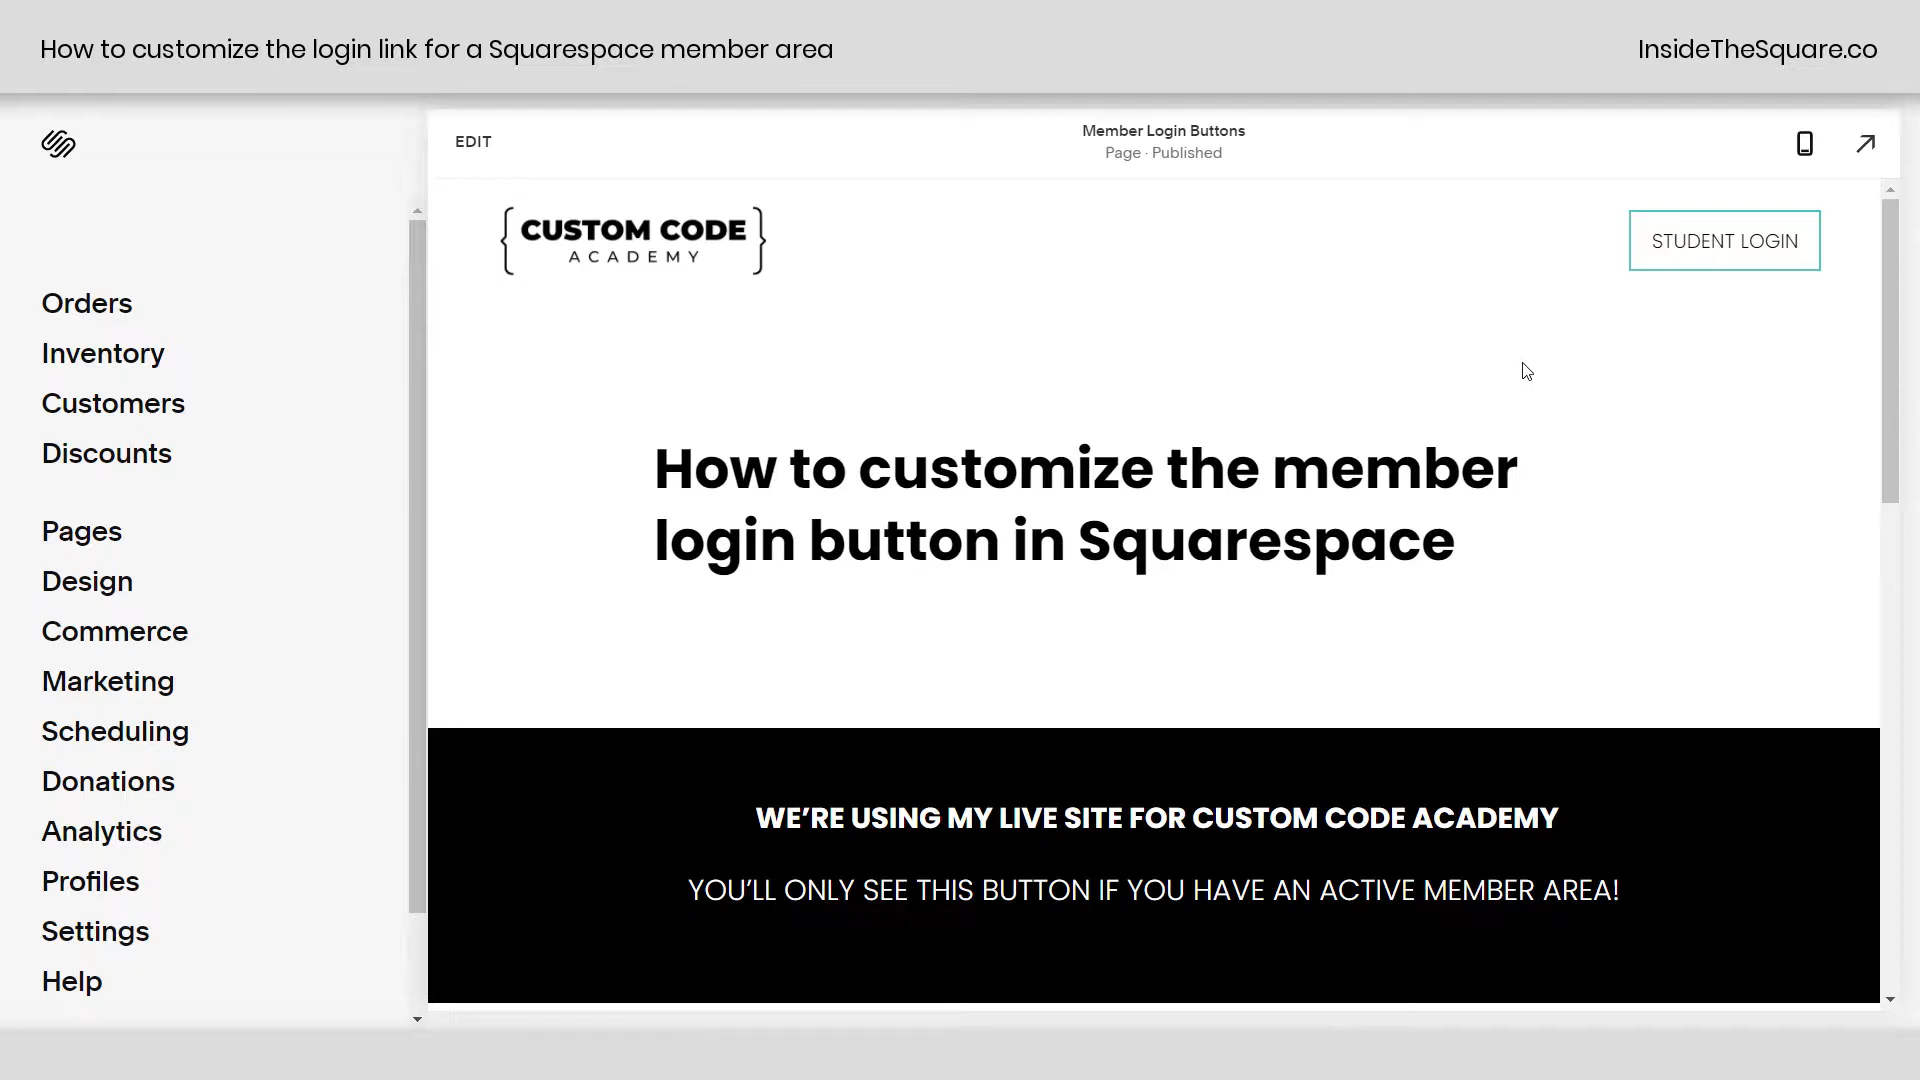 How to customize the login link for a Squarespace member area
InsideTheSquare.co
EDIT
Member Login Buttons
Page · Published
{CUSTOM CODE
ACADEMY}
STUDENT LOGIN
Orders
Inventory
Customers
Discounts
Pages
Design
Commerce
Marketing
Scheduling
Donations
Analytics
Profiles
Settings
Help
How to customize the member
login button in Squarespace
WE’RE USING MY LIVE SITE FOR CUSTOM CODE ACADEMY
YOU’LL ONLY SEE THIS BUTTON IF YOU HAVE AN ACTIVE MEMBER AREA!